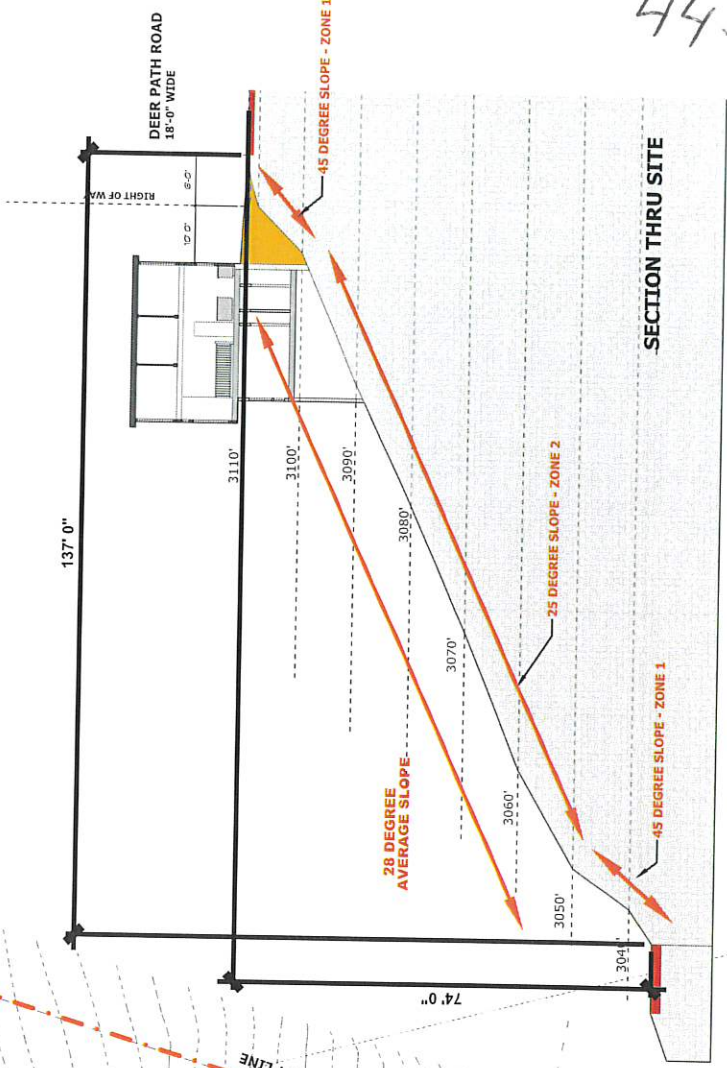 44
DEER PATH ROAD
18'-0" WIDE
137' 0"
RIGHT OF WA
10'0"
6'-0"
45 DEGREE SLOPE - ZONE 1
3110'
3100'
3090'
3080'
3070'
3060'
3050'
304
28 DEGREE
AVERAGE SLOPE
25 DEGREE SLOPE - ZONE 2
45 DEGREE SLOPE - ZONE 1
74' 0"
LINE
SECTION THRU SITE